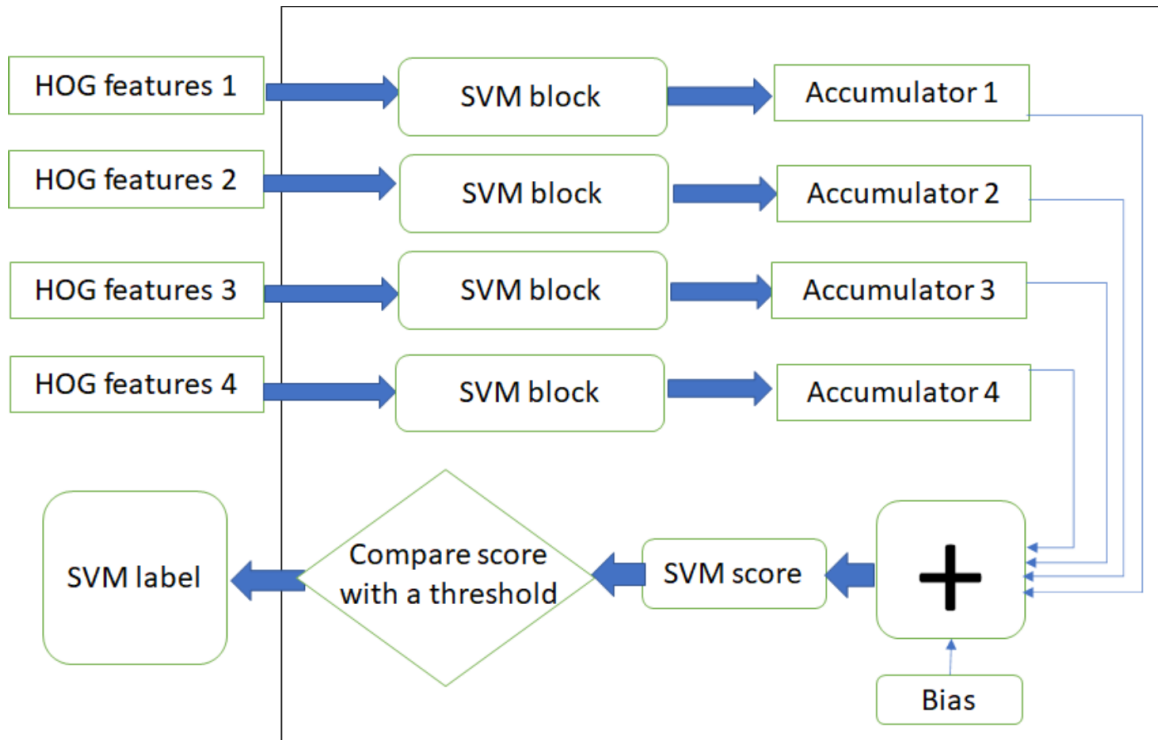 HOG features 1
SVM block
Accumulator 1
HOG features 2
SVM block
Accumulator 2
HOG features 3
SVM block
Accumulator 3
HOG features 4
SVM block
Accumulator 4
SVM label
Compare score
with a threshold
SVM score
+
Bias